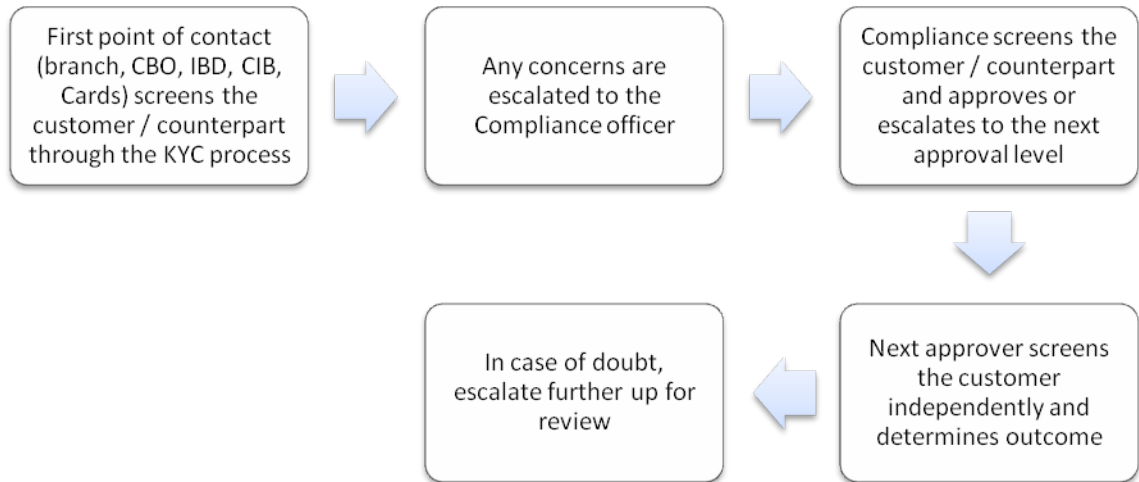 First point of contact
(branch, CBO, IBD, CIB,
Cards) screens the
customer / counterpart
through the KYC process
Any concerns are
escalated to the
Compliance officer
Compliance screens the
customer / counterpart
and approves or
escalates to the next
approval level
Next approver screens
the customer
independently and
determines outcome
In case of doubt,
escalate further up for
review